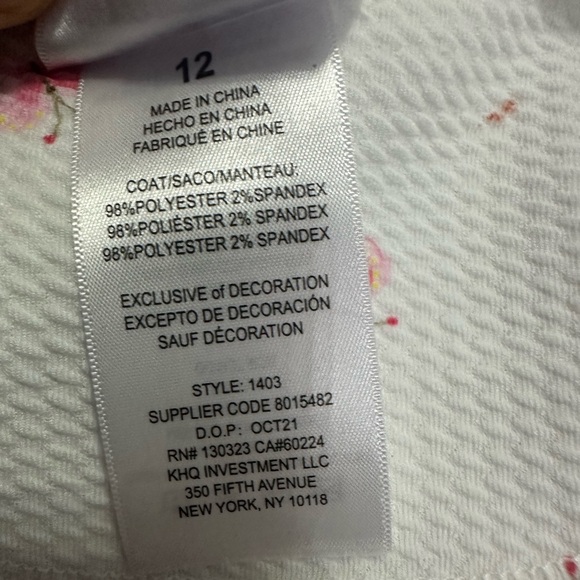 12
MADE IN CHINA
HECHO EN CHINA
FABRIQUÉ EN CHINE
COAT/SACO/MANTEAU:
98%POLYESTER 2%SPANDEX
98%POLIÉSTER 2% SPANDEX
98%POLYESTER 2% SPANDEX
EXCLUSIVE of DECORATION
EXCEPTO DE DECORACIÓN
SAUF DÉCORATION
STYLE: 1403
SUPPLIER CODE 8015482
D.O.P: OCT21
RN# 130323 CA#60224
KHQ INVESTMENT LLC
350 FIFTH AVENUE
NEW YORK, NY 10118